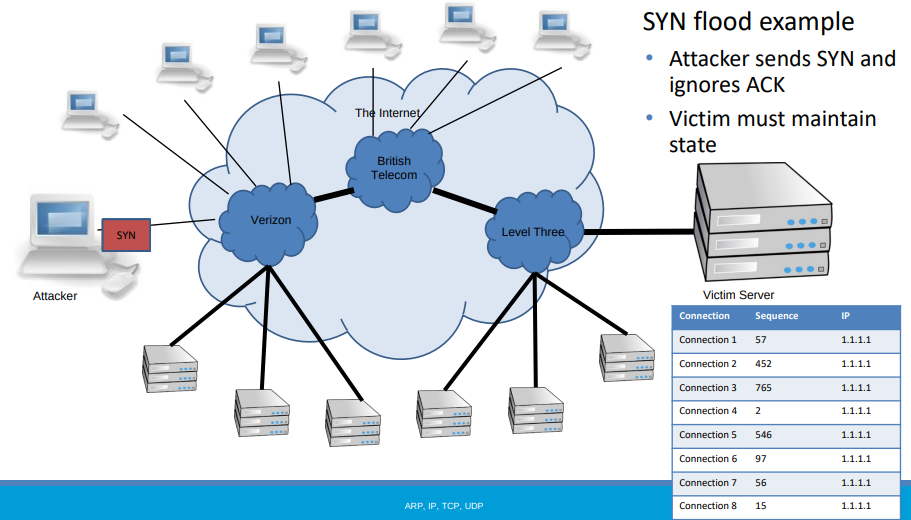 SYN flood example
• Attacker sends SYN and
ignores ACK
• Victim must maintain
state
The Internet
British
Telecom
Verizon
Level Three
SYN
Attacker
Victim Server
Connection Sequence IP
Connection 1 57 1.1.1.1
Connection 2 452 1.1.1.1
Connection 3 765 1.1.1.1
Connection 4 2 1.1.1.1
Connection 5 546 1.1.1.1
Connection 6 97 1.1.1.1
Connection 7 56 1.1.1.1
Connection 8 15 1.1.1.1
ARP, IP, TCP, UDP